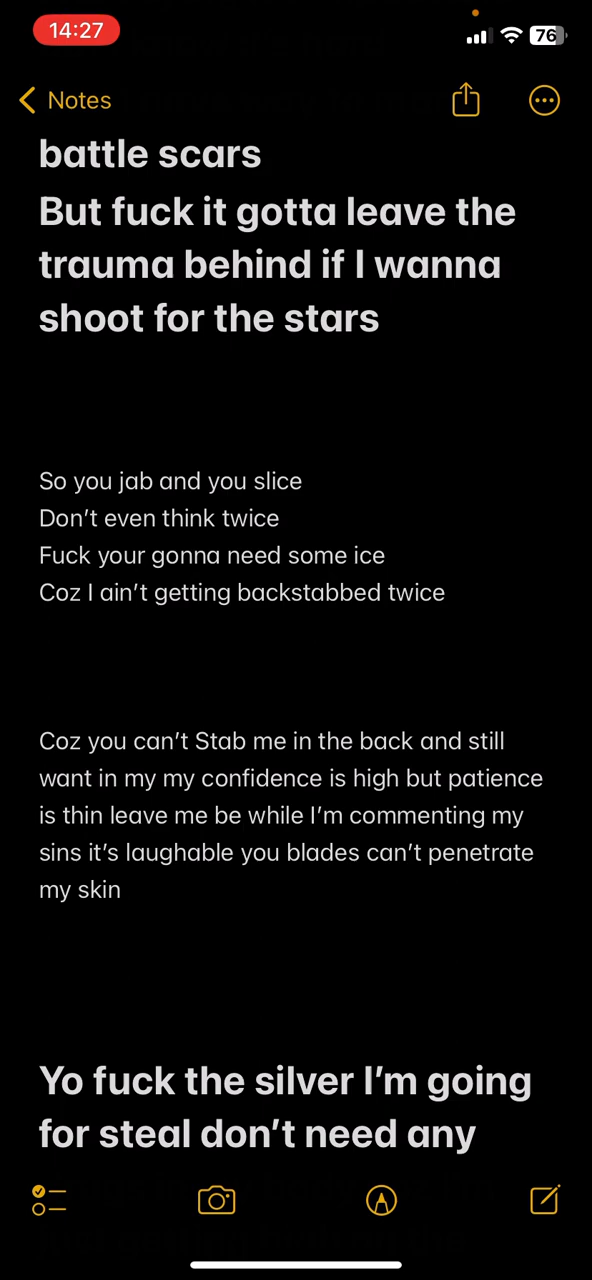 14:27
76
Notes
battle scars
But fuck it gotta leave the
trauma behind if I wanna
shoot for the stars
So you jab and you slice
Don't even think twice
Fuck your gonna need some ice
Coz I ain't getting backstabbed twice
Coz you can't Stab me in the back and still
want in my my confidence is high but patience
is thin leave me be while I'm commenting my
sins it's laughable you blades can't penetrate
my skin
Yo fuck the silver I'm going
for steal don't need any